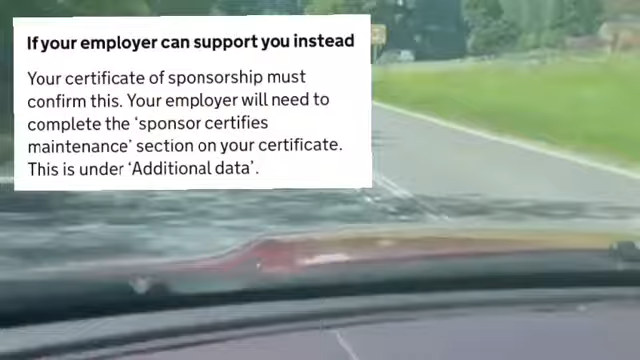 If your employer can support you instead
Your certificate of sponsorship must
confirm this. Your employer will need to
complete the ‘sponsor certifies
maintenance’ section on your certificate.
This is under ‘Additional data’.